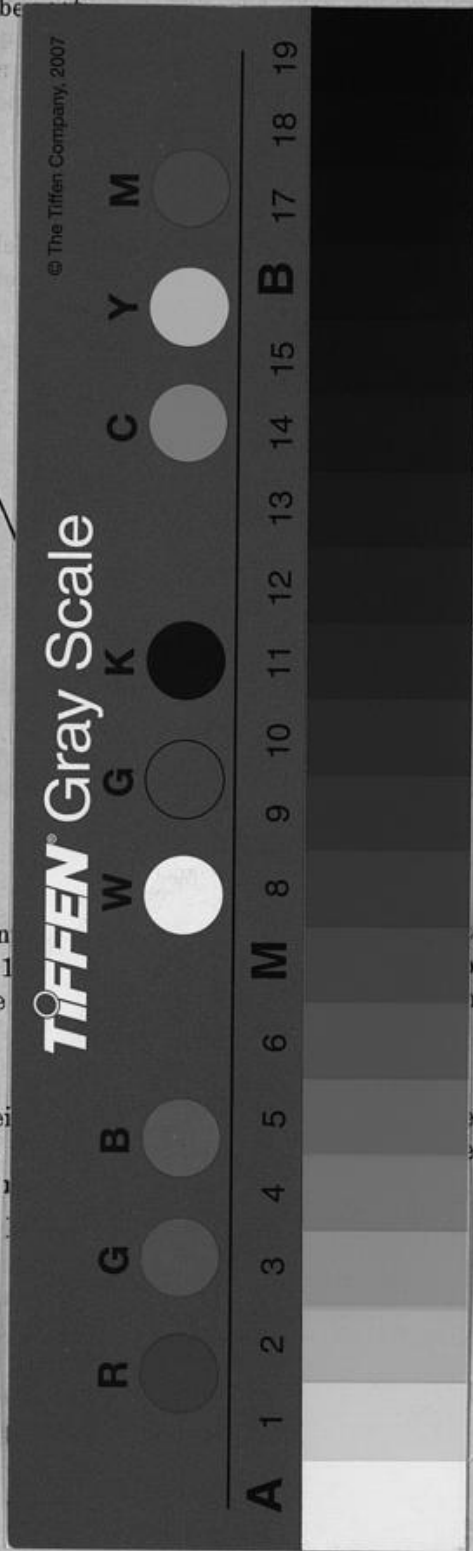 © The Tiffen Company, 2007
TIFFEN® Gray Scale
R G B W G K C Y M
A 1 2 3 4 5 6 M 8 9 10 11 12 13 14 15 B 17 18 19